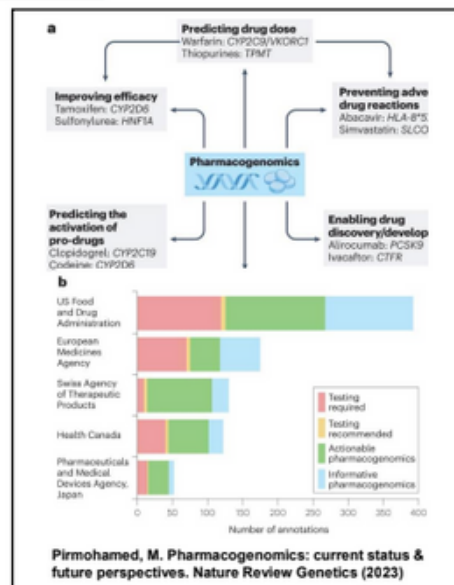 a
Predicting drug dose
Warfarin: CYP2C9/VKORC1
Thiopurines: TPMT
Improving efficacy
Tamoxifen: CYP2D6
Sulfonylurea: HNF1A
Preventing adve
drug reactions
Abacavir: HLA-B*5
Simvastatin: SLCO
Pharmacogenomics
Predicting the
activation of
pro-drugs
Clopidogrel: CYP2C19
Codeine: CYP2D6
Enabling drug
discovery/develop
Alirocumab: PCSK9
Ivacaftor: CTFR
b
US Food
and Drug
Administration
European
Medicines
Agency
Swiss Agency
of Therapeutic
Products
Health Canada
Pharmaceuticals
and Medical
Devices Agency,
Japan
Testing
required
Testing
recommended
Actionable
pharmacogenomics
Informative
pharmacogenomics
0 50 100 150 200 250 300 350 400
Number of annotations
Pirmohamed, M. Pharmacogenomics: current status &
future perspectives. Nature Review Genetics (2023)